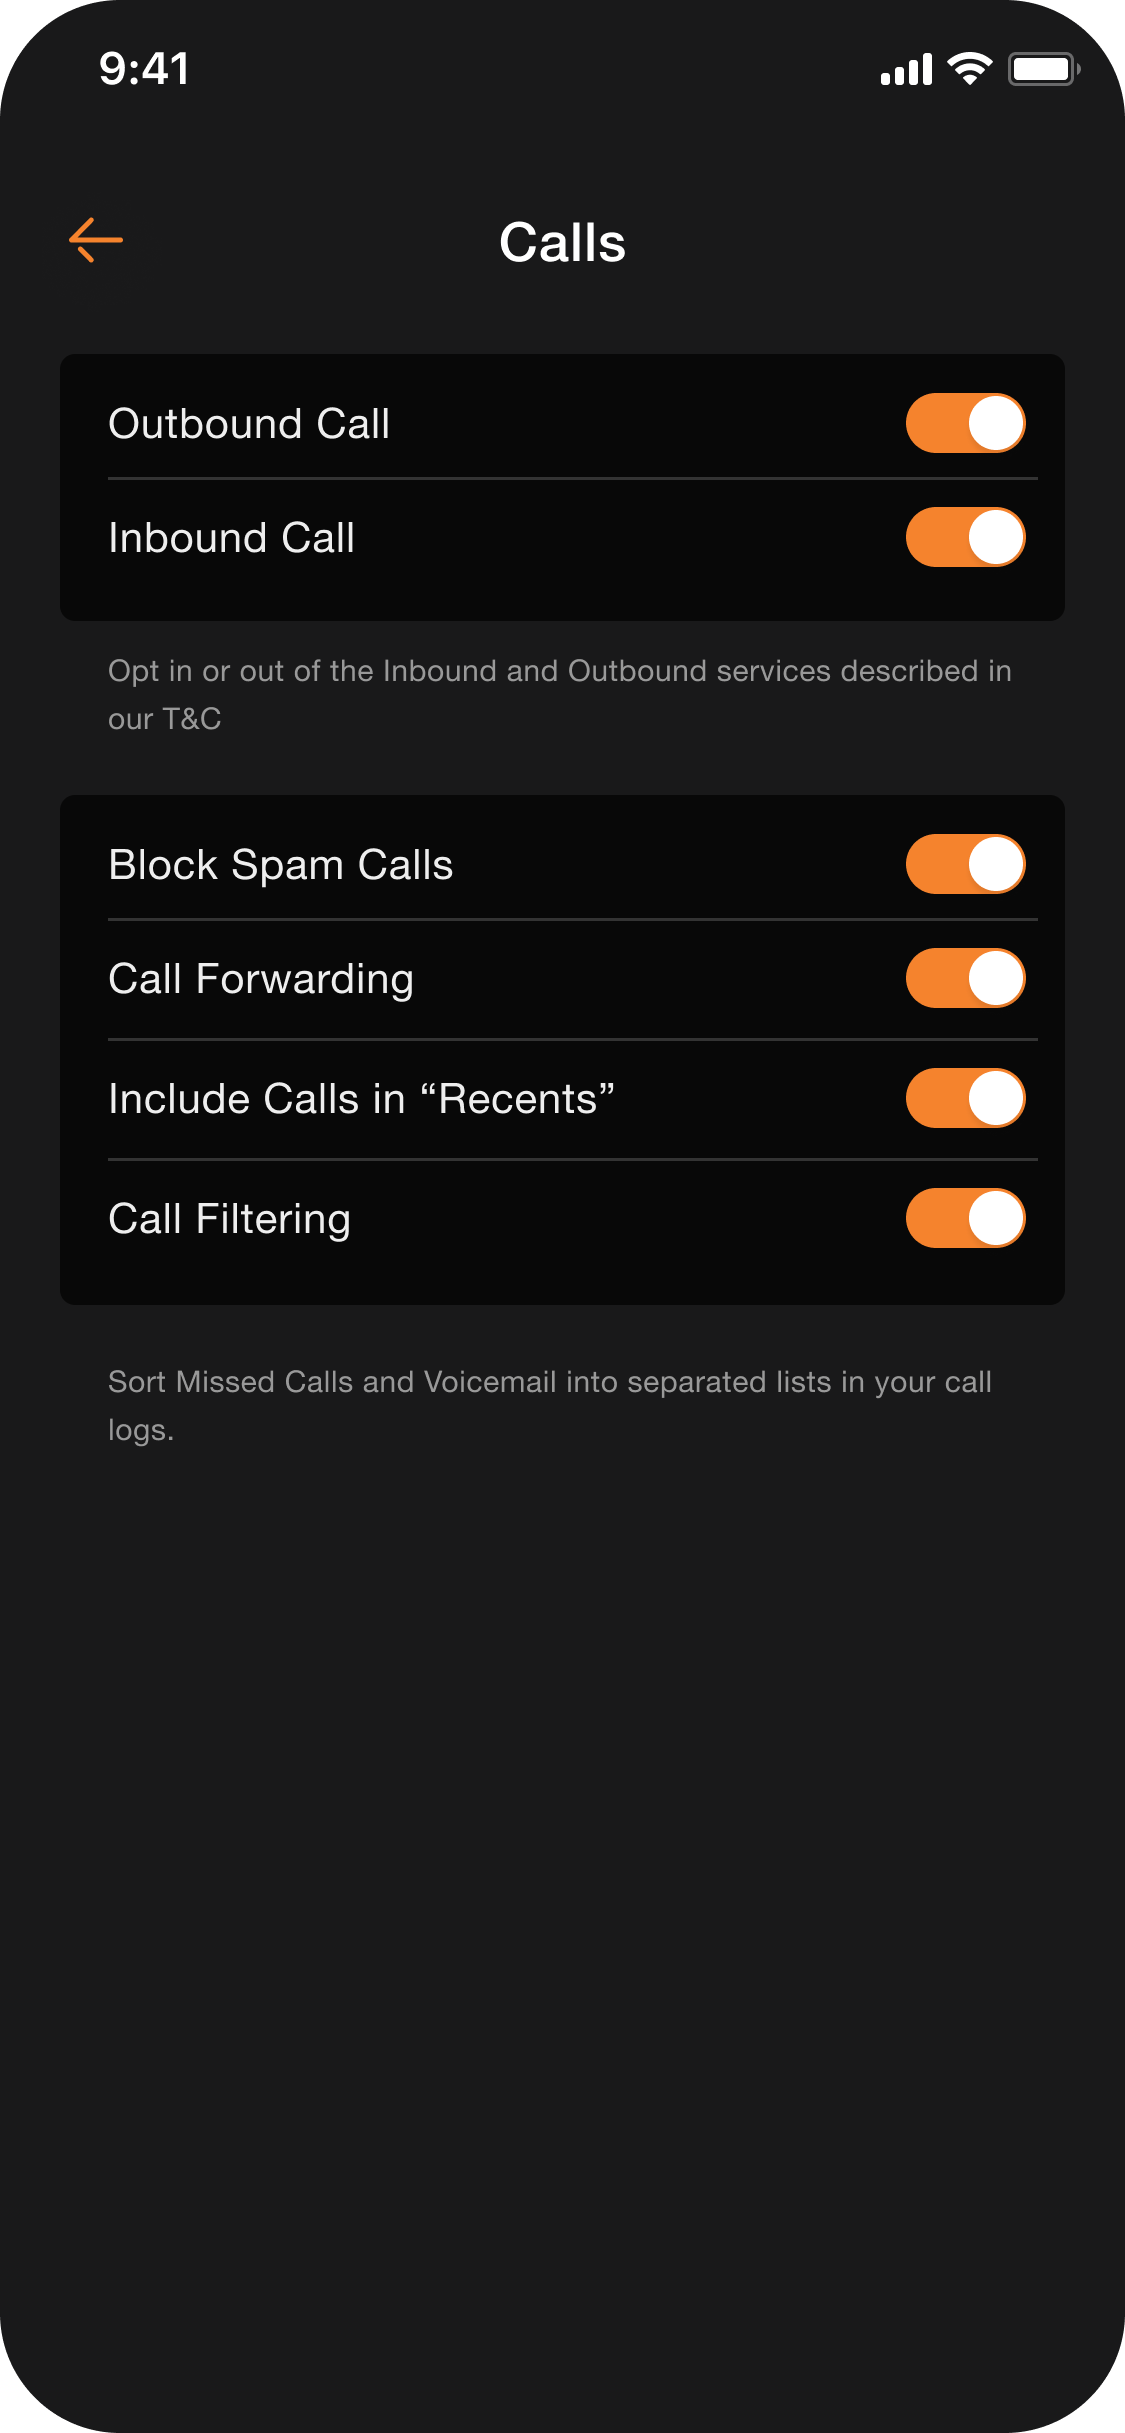 9:41
Calls
Outbound Call
Inbound Call
Opt in or out of the Inbound and Outbound services described in
our T&C
Block Spam Calls
Call Forwarding
Include Calls in “Recents”
Call Filtering
Sort Missed Calls and Voicemail into separated lists in your call
logs.